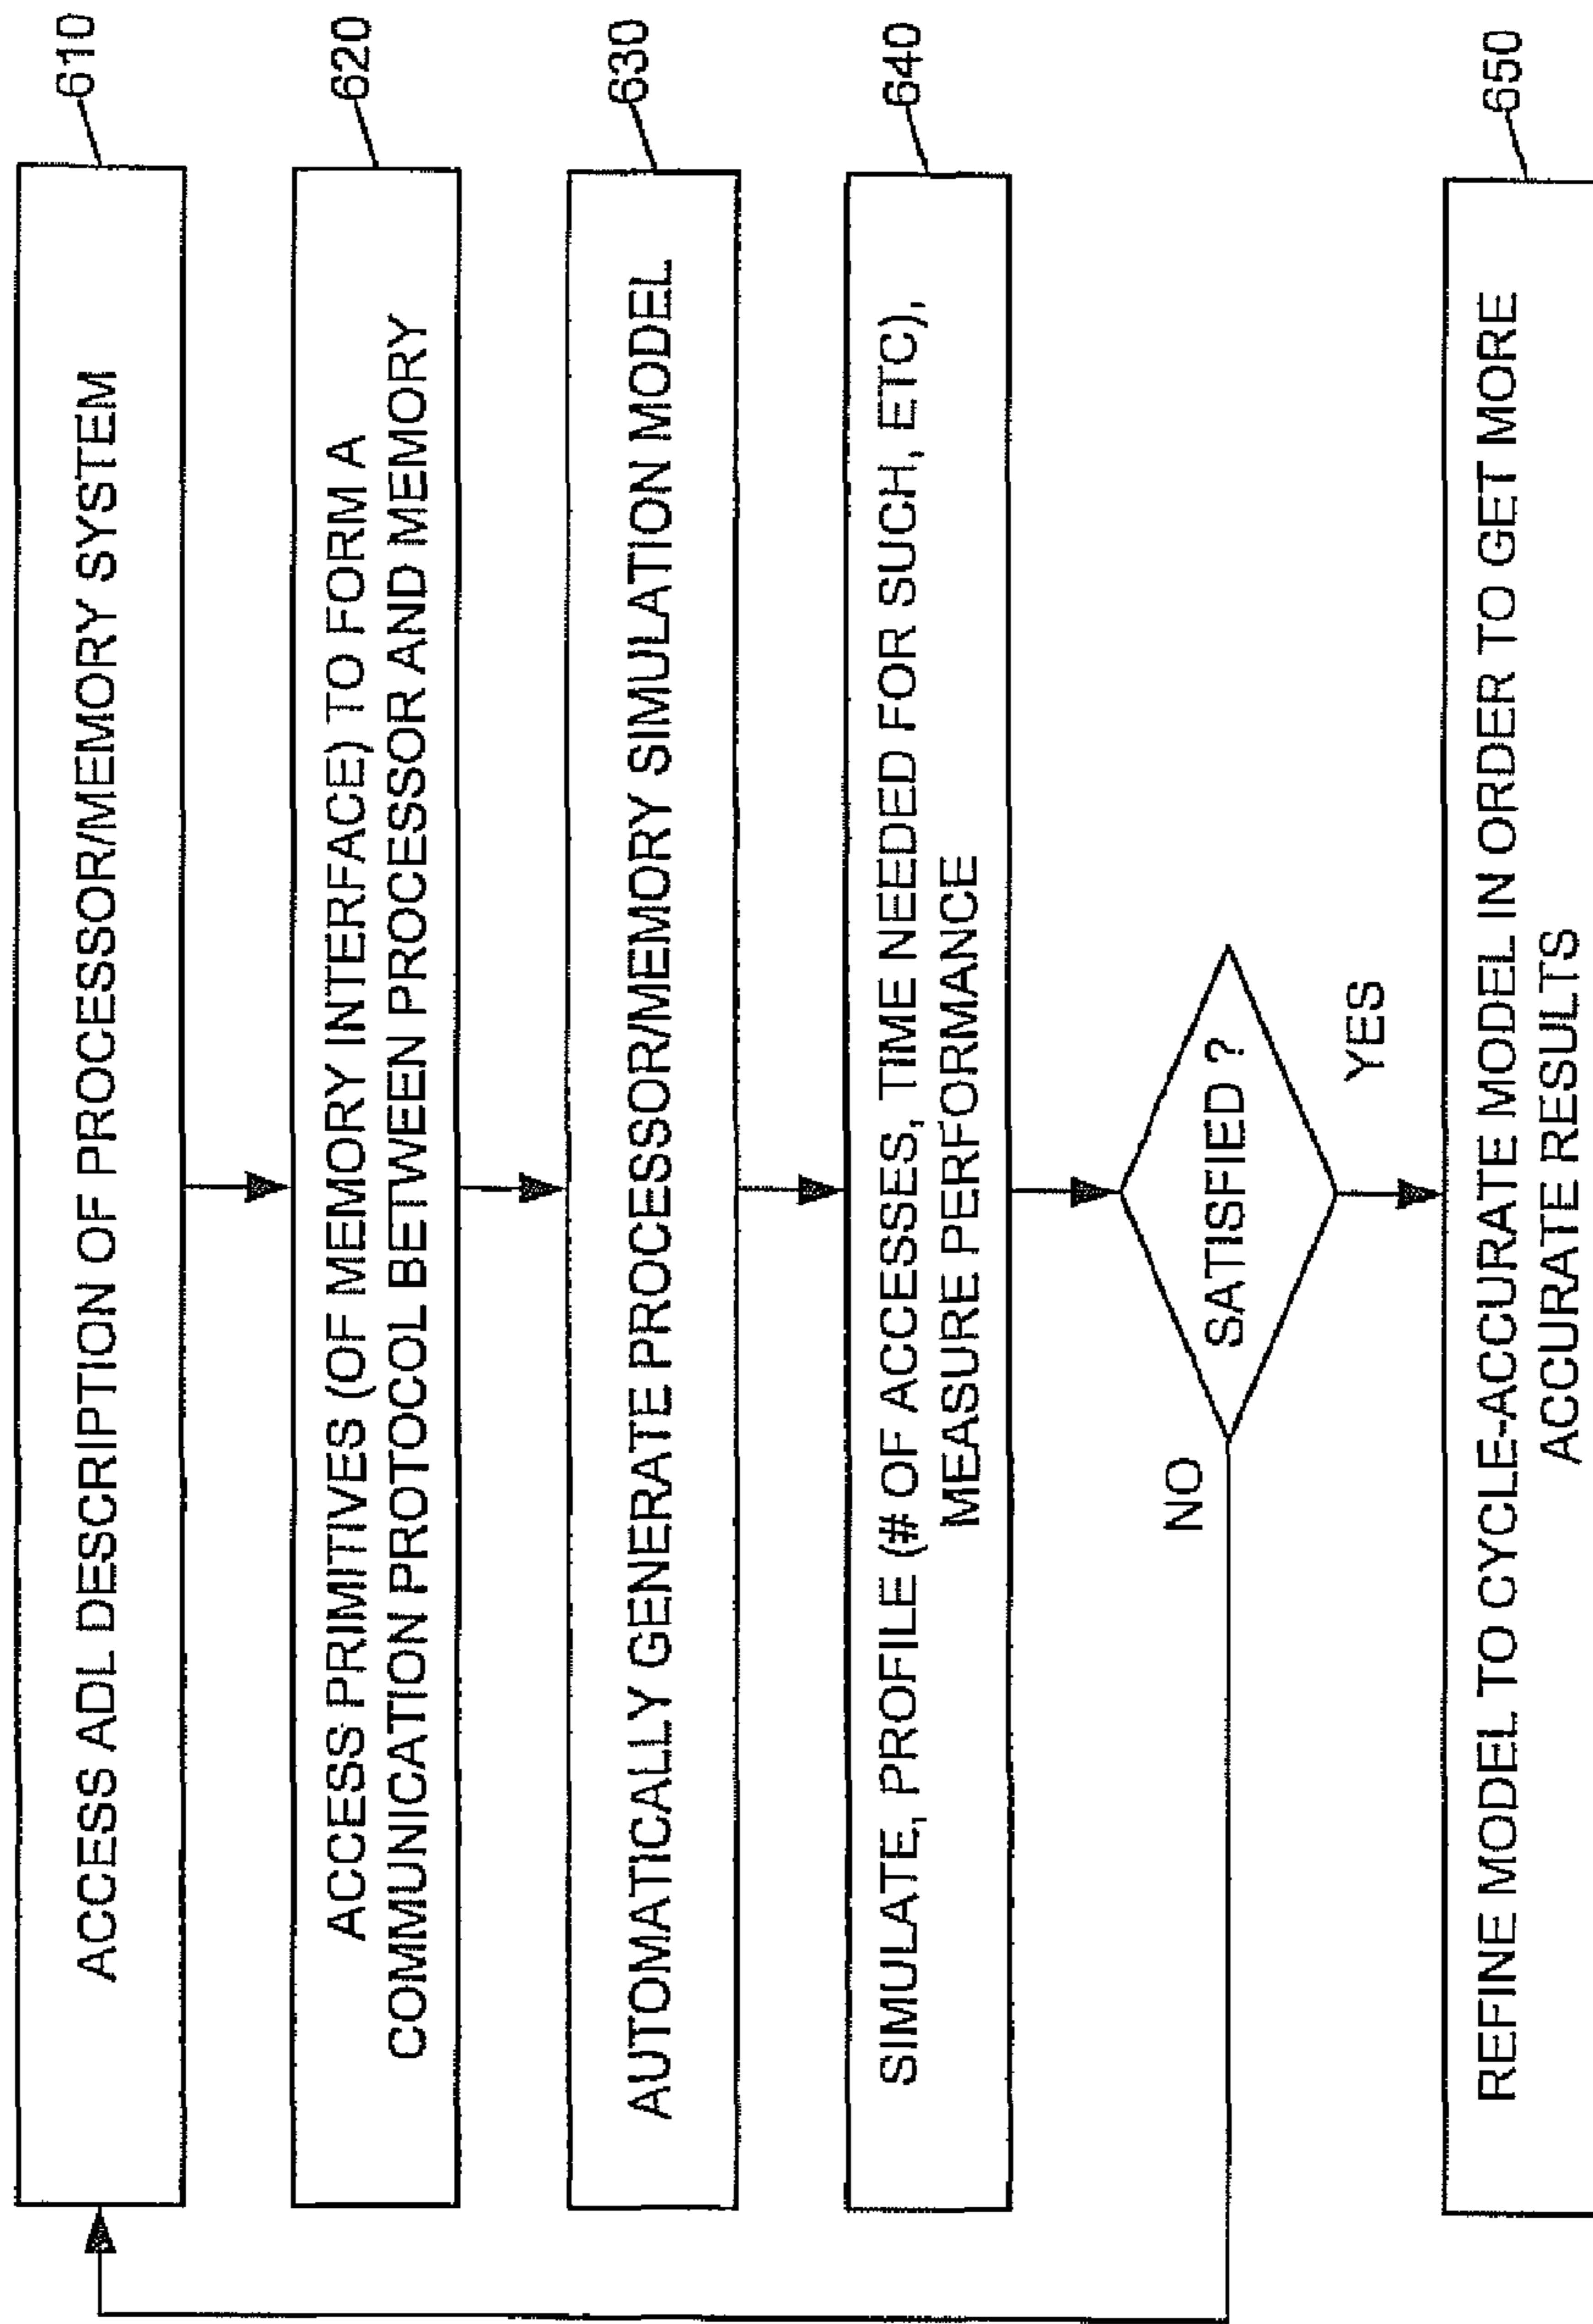 ACCESS ADL DESCRIPTION OF PROCESSOR/MEMORY SYSTEM
610
ACCESS PRIMITIVES (OF MEMORY INTERFACE) TO FORM A
COMMUNICATION PROTOCOL BETWEEN PROCESSOR AND MEMORY
620
AUTOMATICALLY GENERATE PROCESSOR/MEMORY SIMULATION MODEL
630
SIMULATE, PROFILE (# OF ACCESSES, TIME NEEDED FOR SUCH, ETC),
MEASURE PERFORMANCE
640
SATISFIED ?
NO
YES
REFINE MODEL TO CYCLE-ACCURATE MODEL IN ORDER TO GET MORE
ACCURATE RESULTS
650